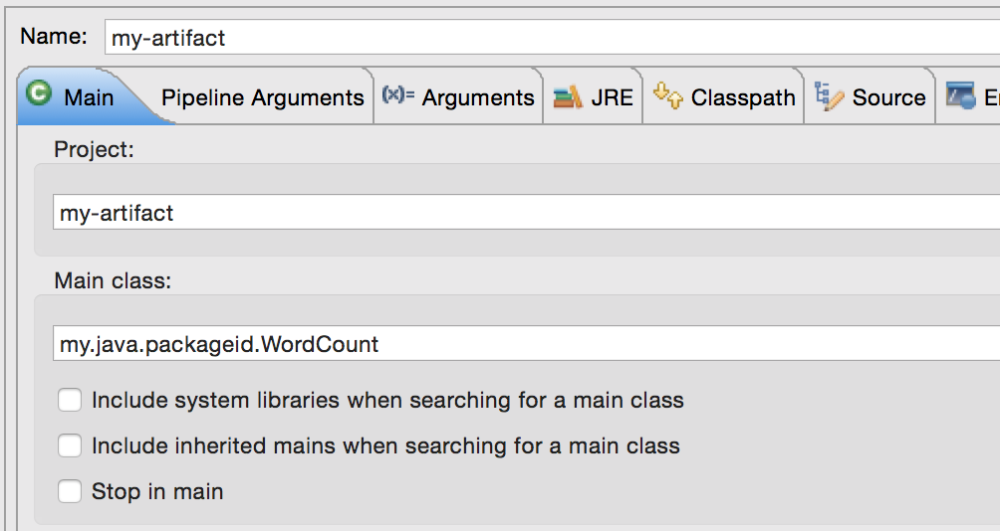 Name: my-artifact
Main Pipeline Arguments (x)= Arguments JRE Classpath Source
Project:
my-artifact
Main class:
my.java.packageid.WordCount
Include system libraries when searching for a main class
Include inherited mains when searching for a main class
Stop in main